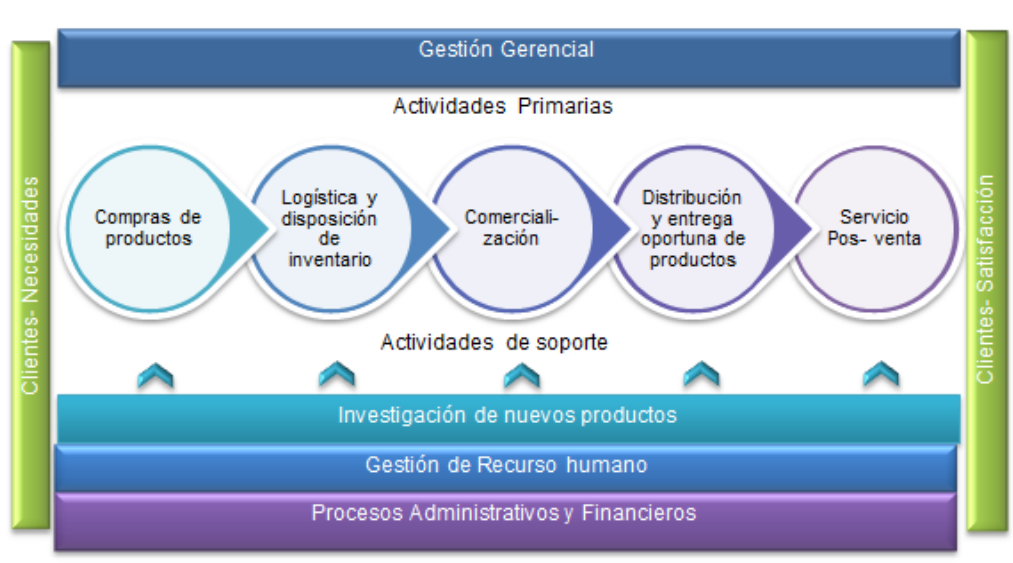 Gestión Gerencial
Actividades Primarias
Clientes- Necesidades
Compras de
productos
Logística y
disposición
de
inventario
Comerciali-
zación
Distribución
y entrega
oportuna de
productos
Servicio
Pos- venta
Clientes- Satisfacción
Actividades de soporte
Investigación de nuevos productos
Gestión de Recurso humano
Procesos Administrativos y Financieros